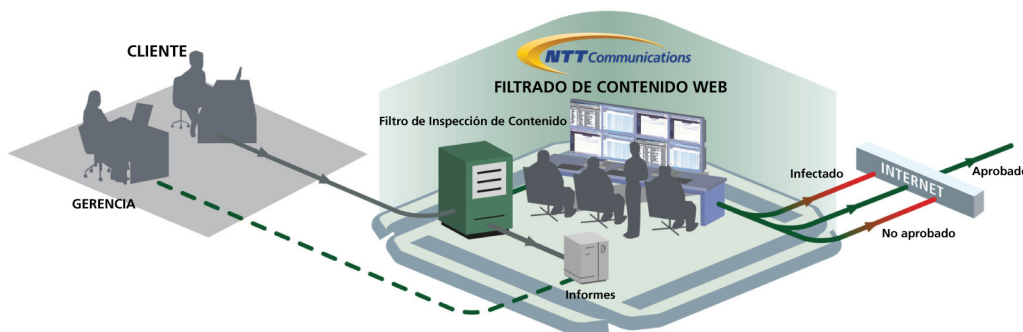 CLIENTE
GERENCIA
NTT Communications
FILTRADO DE CONTENIDO WEB
Filtro de Inspección de Contenido
Informes
Infectado
INTERNET
Aprobado
No aprobado